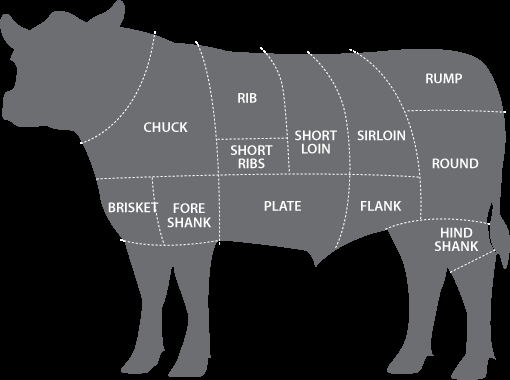 RUMP
RIB
CHUCK
SHORT
LOIN
SIRLOIN
SHORT
RIBS
ROUND
BRISKET
FORE
SHANK
PLATE
FLANK
HIND
SHANK